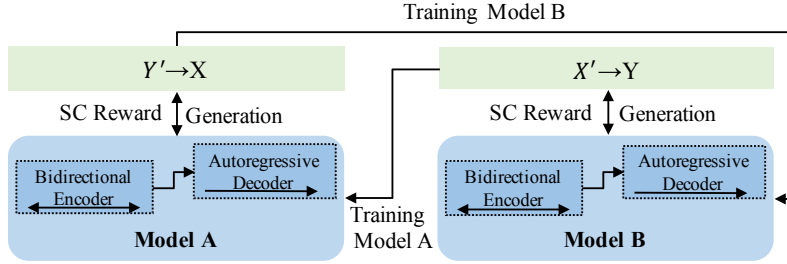 Training Model B
Y′→X
X′→Y
SC Reward
Generation
SC Reward
Generation
Bidirectional
Encoder
Autoregressive
Decoder
Model A
Training
Model A
Bidirectional
Encoder
Autoregressive
Decoder
Model B